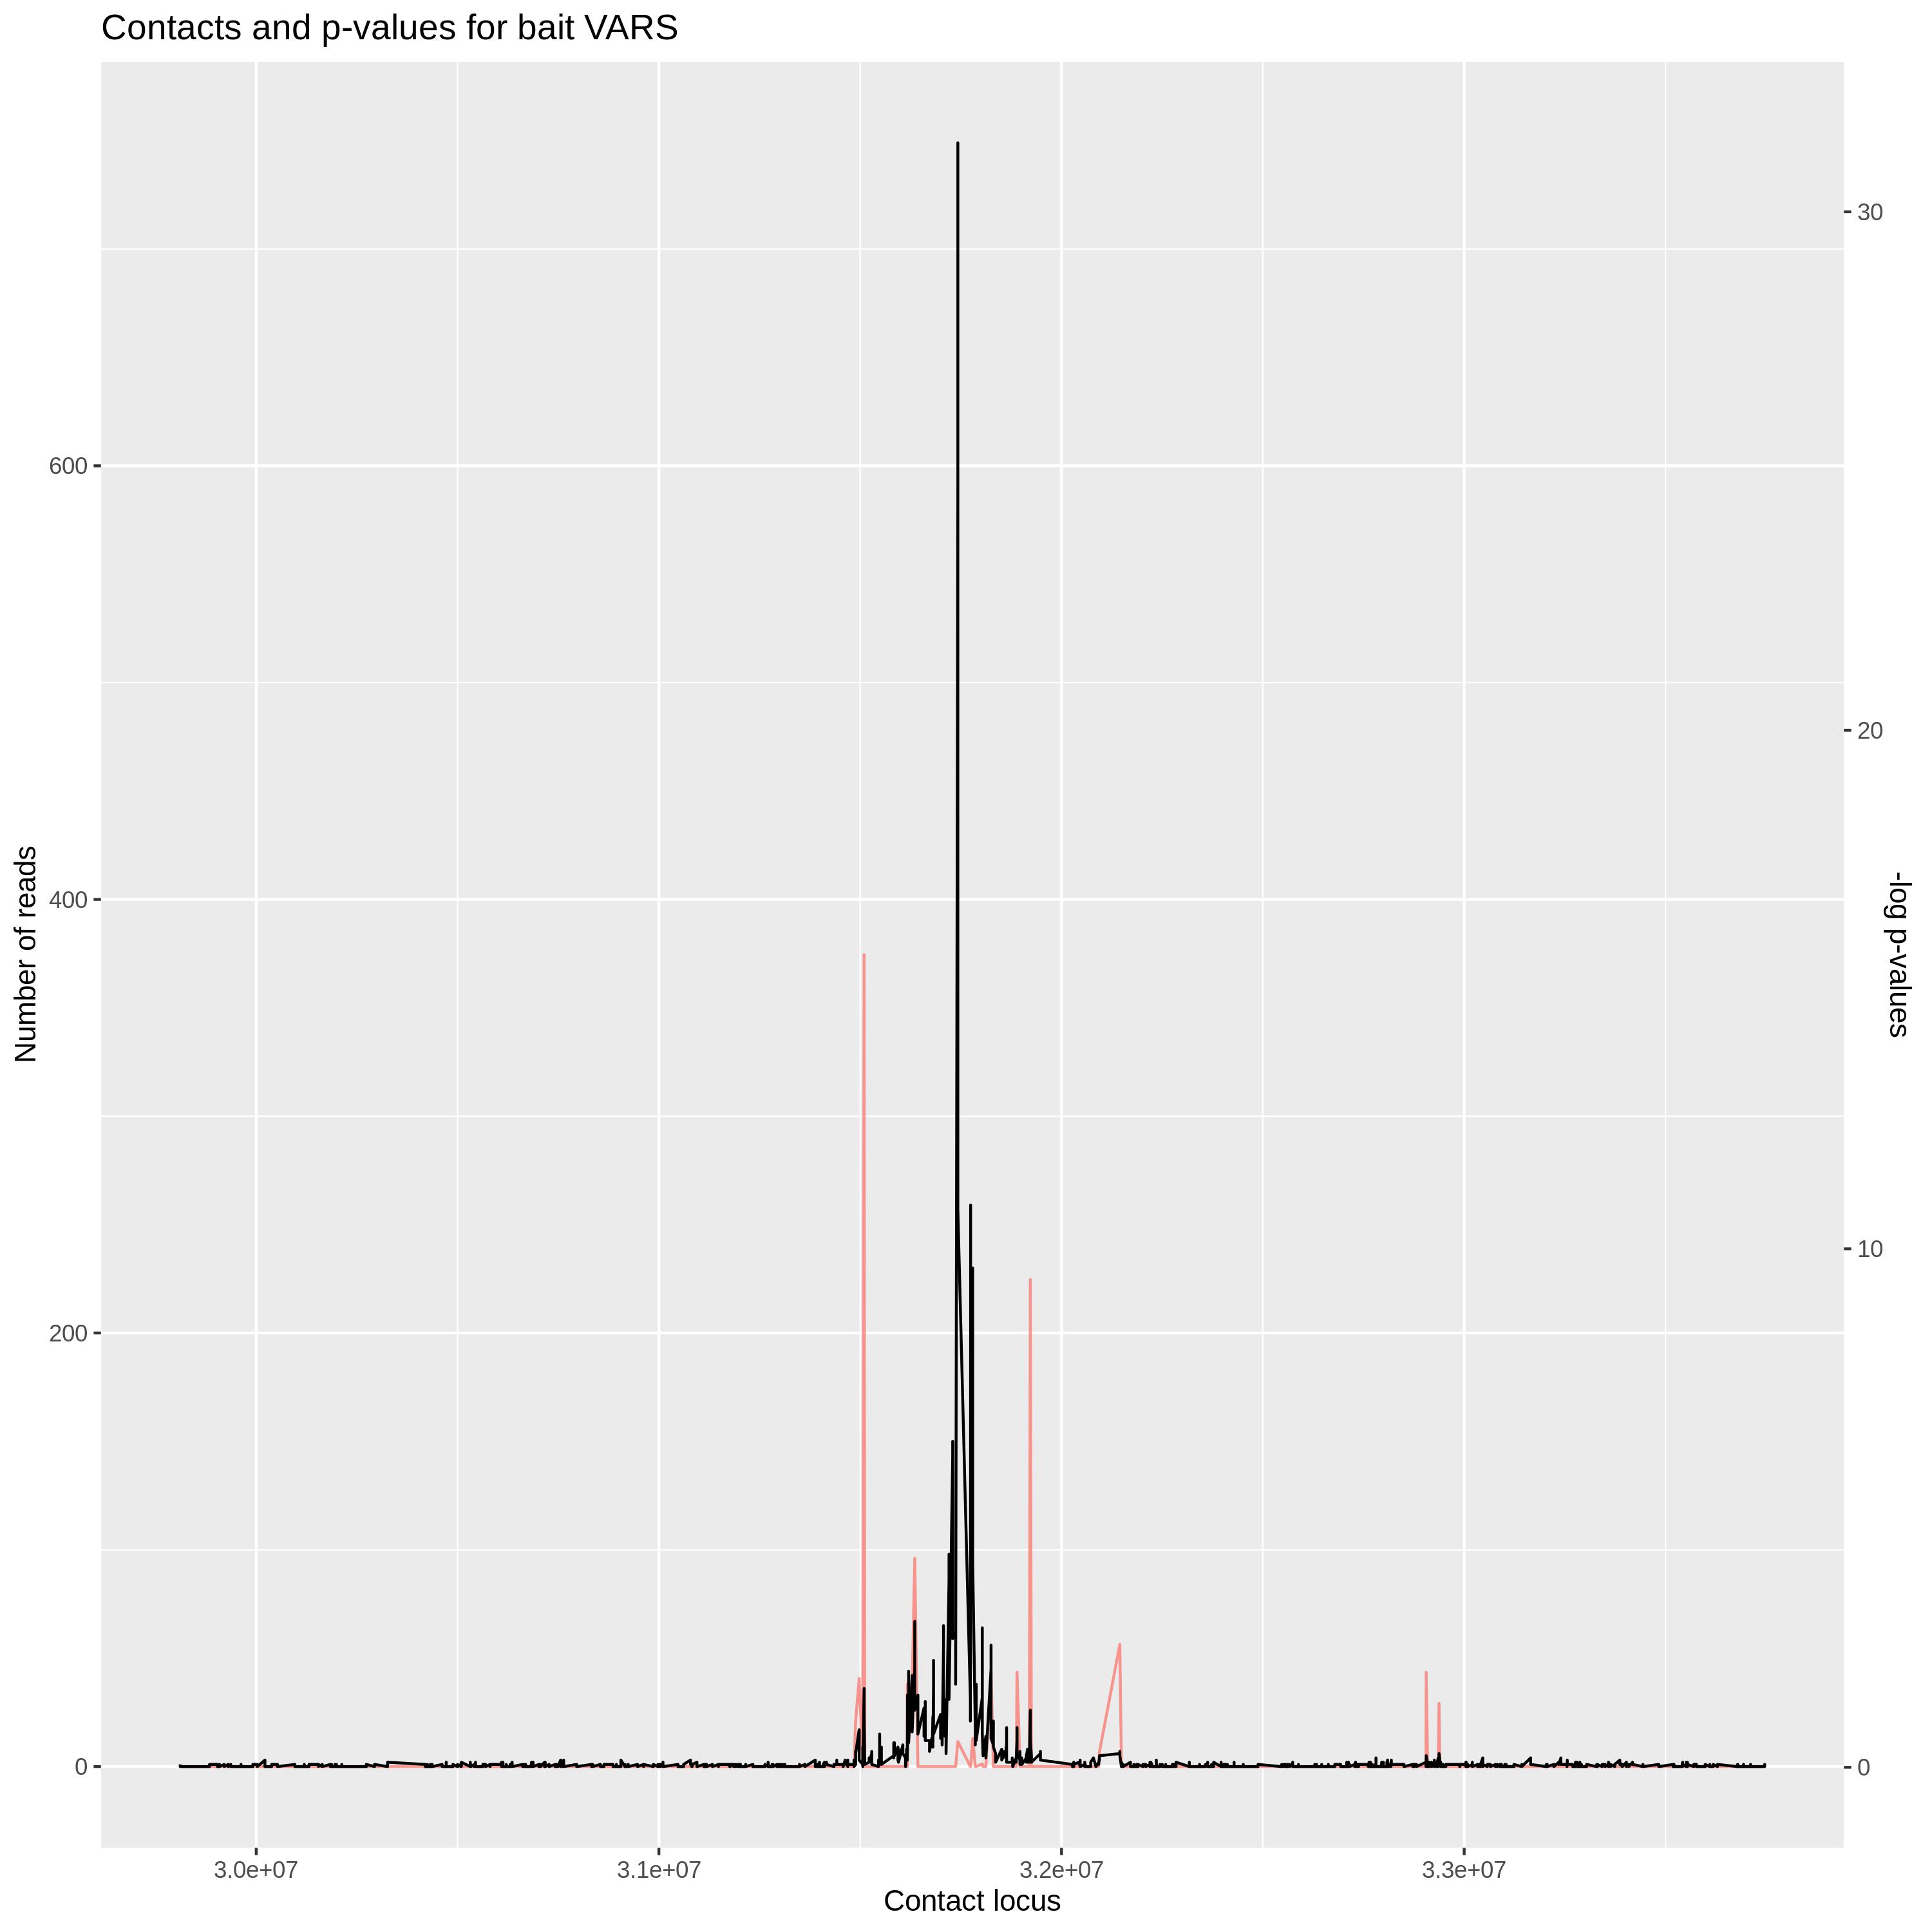 Contacts and p-values for bait VARS
Number of reads
600
400
200
0
30
20
10
0
-log p-values
3.0e+07
3.1e+07
3.2e+07
3.3e+07
Contact locus